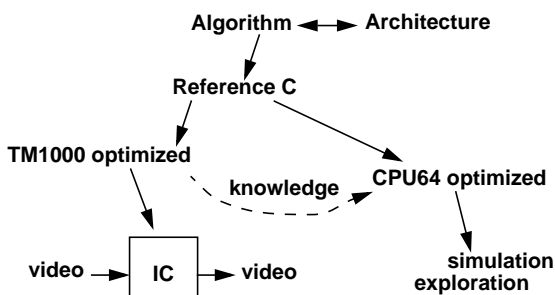 Algorithm Architecture
Reference C
TM1000 optimized
knowledge
CPU64 optimized
video IC video
simulation
exploration